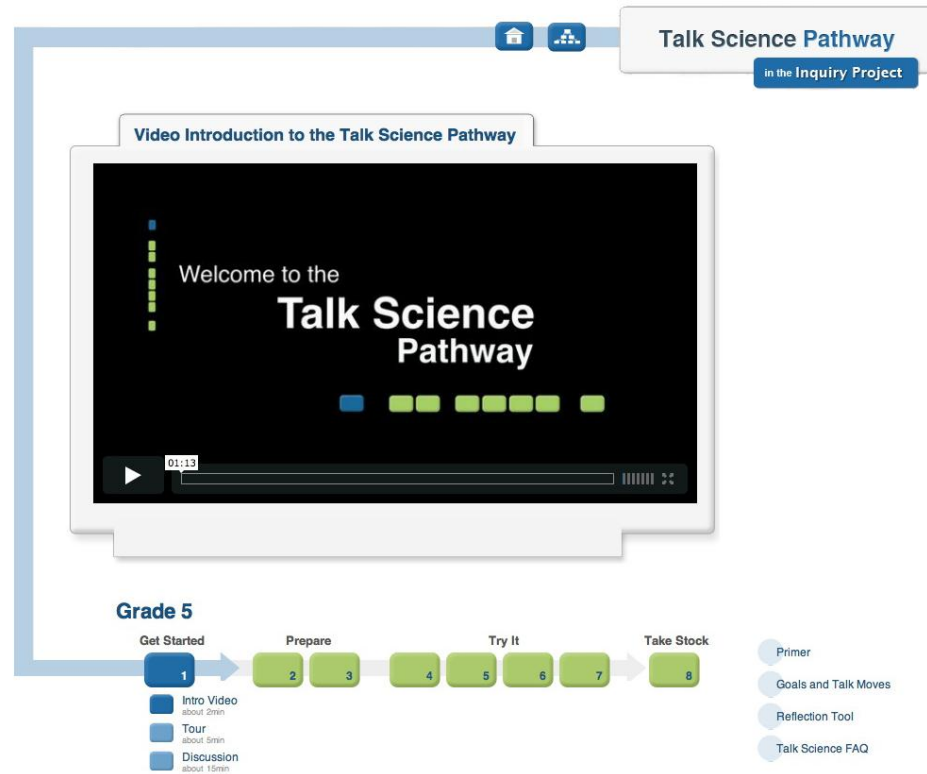 Talk Science Pathway
in the Inquiry Project
Video Introduction to the Talk Science Pathway
Welcome to the
Talk Science
Pathway
01:13
Grade 5
Get Started Prepare Try It Take Stock
1 2 3 4 5 6 7 8
Intro Video
about 2min
Tour
about 5min
Discussion
about 15min
Primer
Goals and Talk Moves
Reflection Tool
Talk Science FAQ